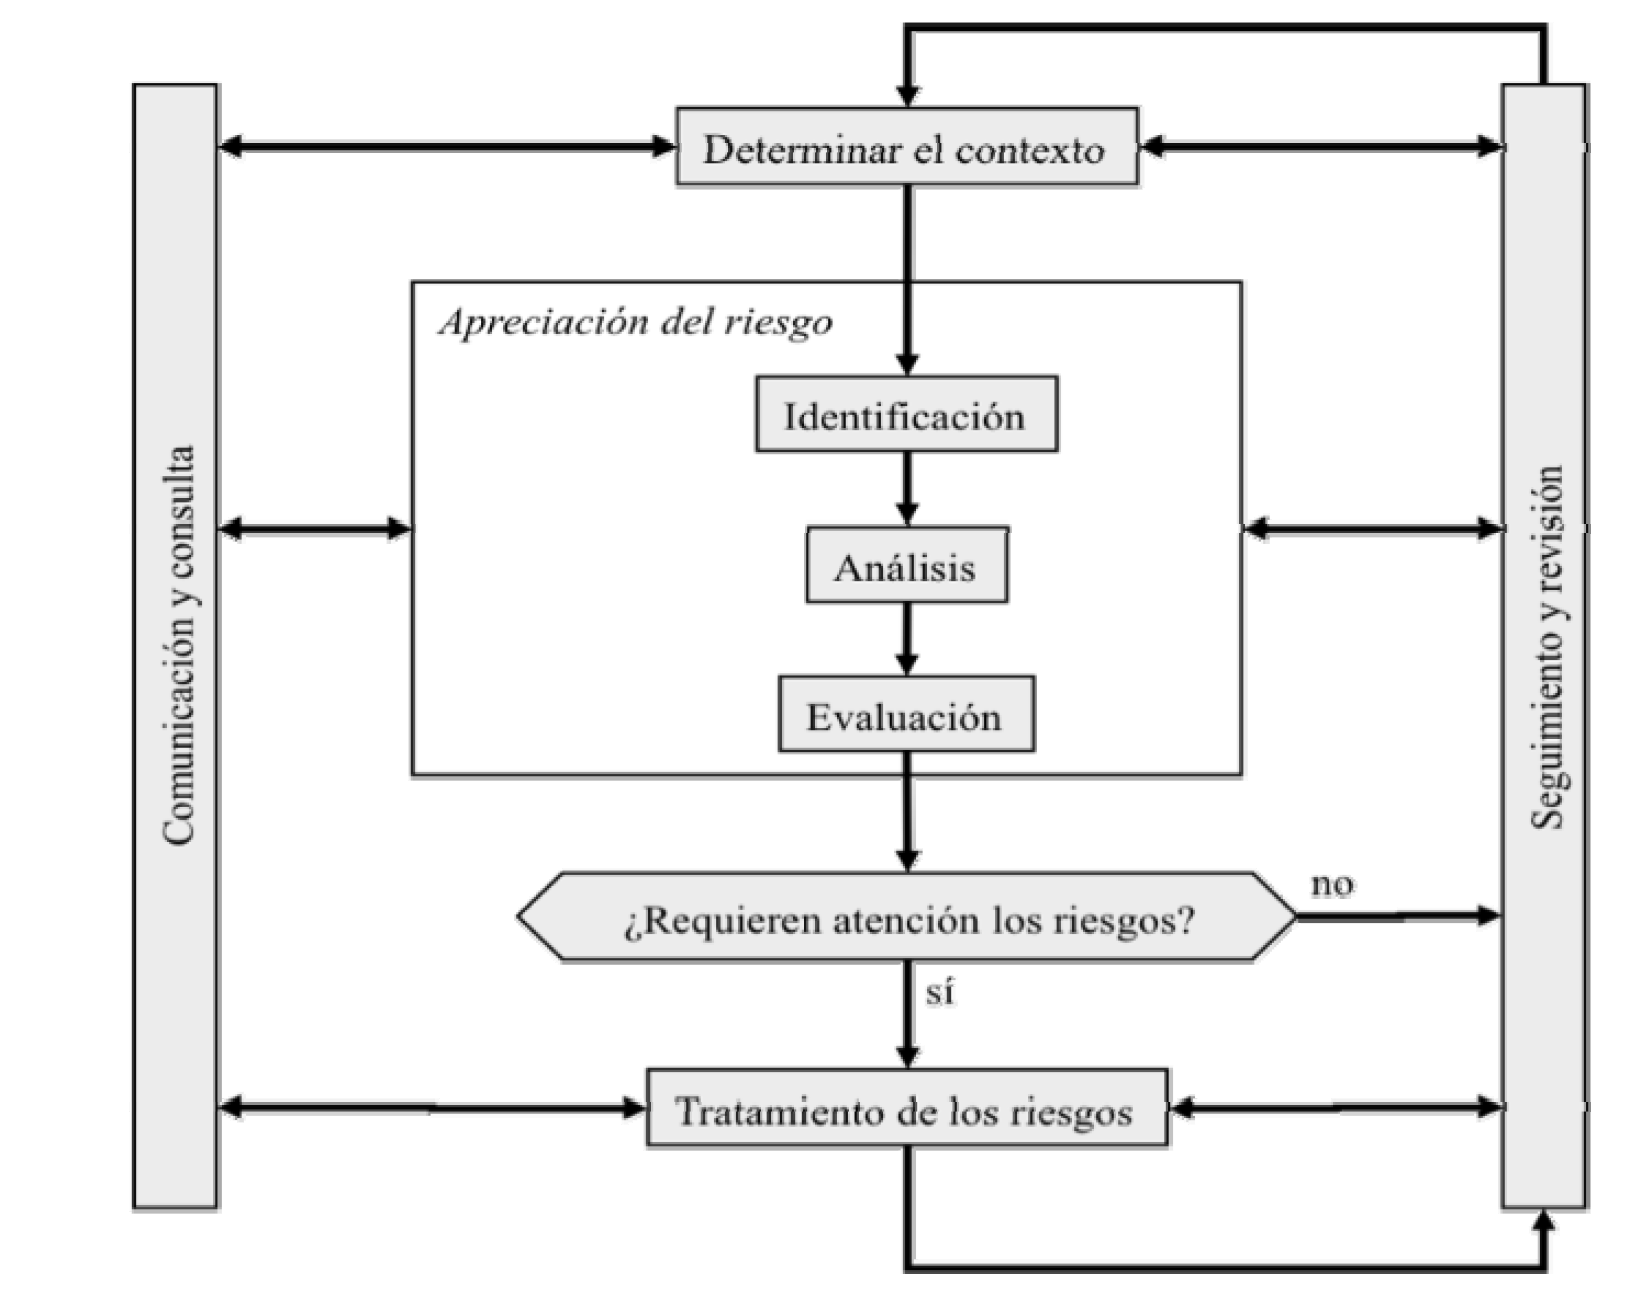 Determinar el contexto
Apreciación del riesgo
Identificación
Análisis
Evaluación
¿Requieren atención los riesgos?
no
sí
Tratamiento de los riesgos
Comunicación y consulta
Seguimiento y revisión